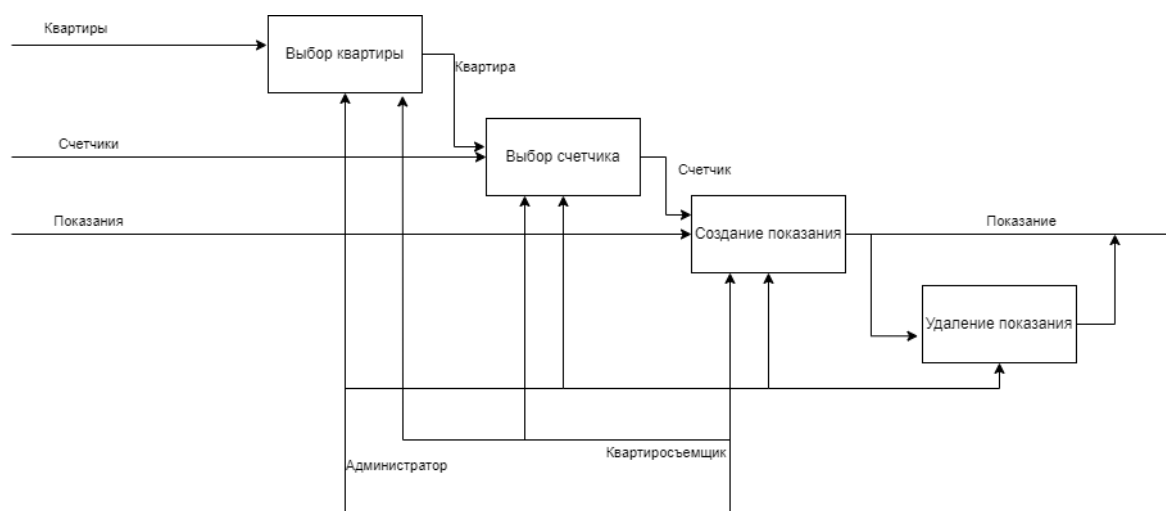 Квартиры
Выбор квартиры
Квартира
Счетчики
Выбор счетчика
Счетчик
Показания
Создание показания
Показание
Удаление показания
Квартиросъемщик
Администратор